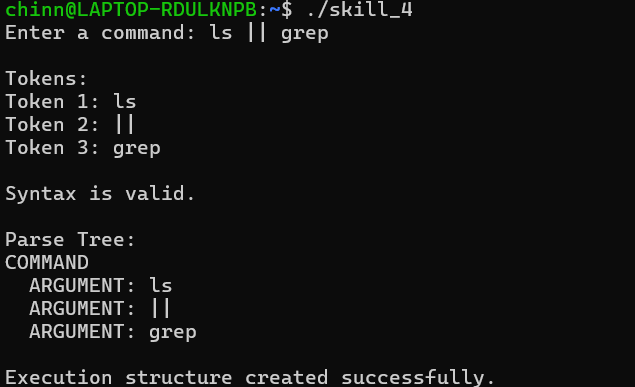 chinn@LAPTOP-RDULKNPB:~$ ./skill_4
Enter a command: ls || grep
Tokens:
Token 1: ls
Token 2: ||
Token 3: grep
Syntax is valid.
Parse Tree:
COMMAND
ARGUMENT: ls
ARGUMENT: ||
ARGUMENT: grep
Execution structure created successfully.